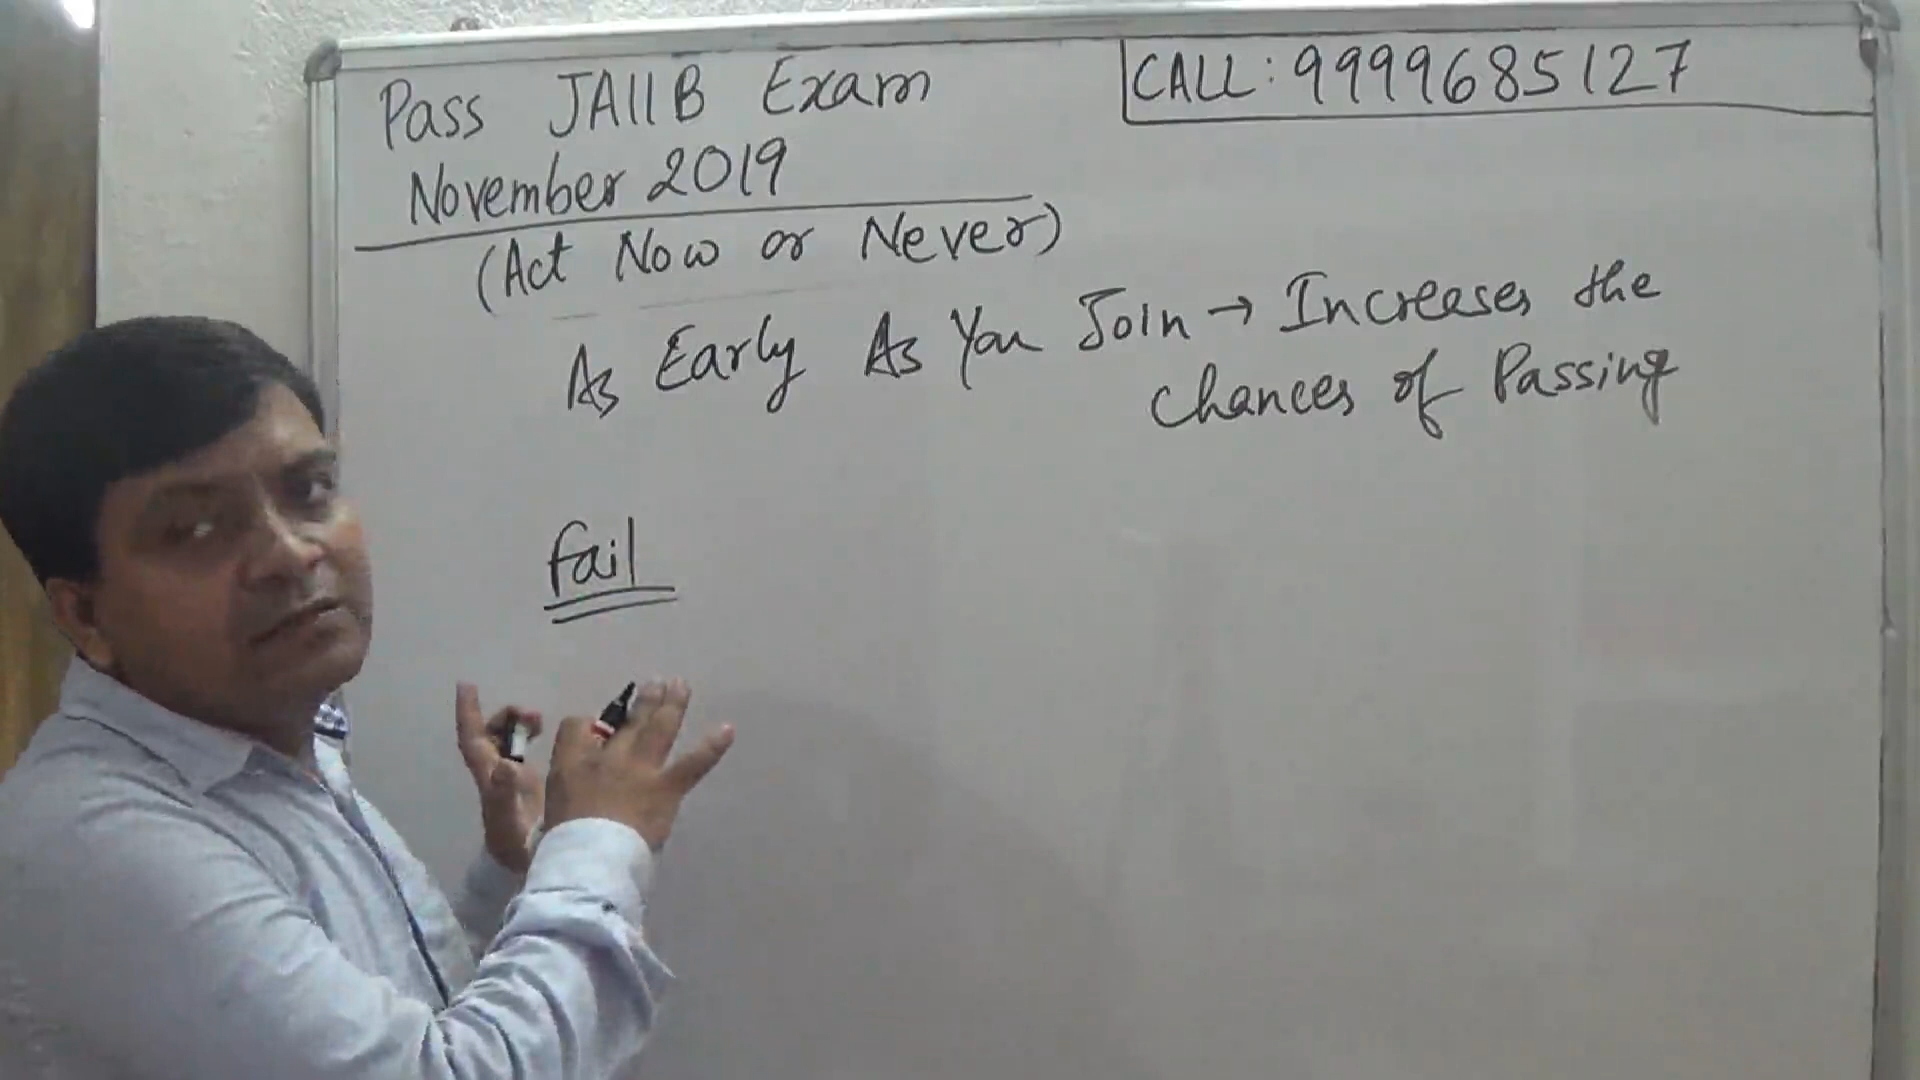 Pass JAIIB Exam
CALL: 9999685127
November 2019
(Act Now or Never)
As Early As You Join → Increases the
chances of Passing
fail